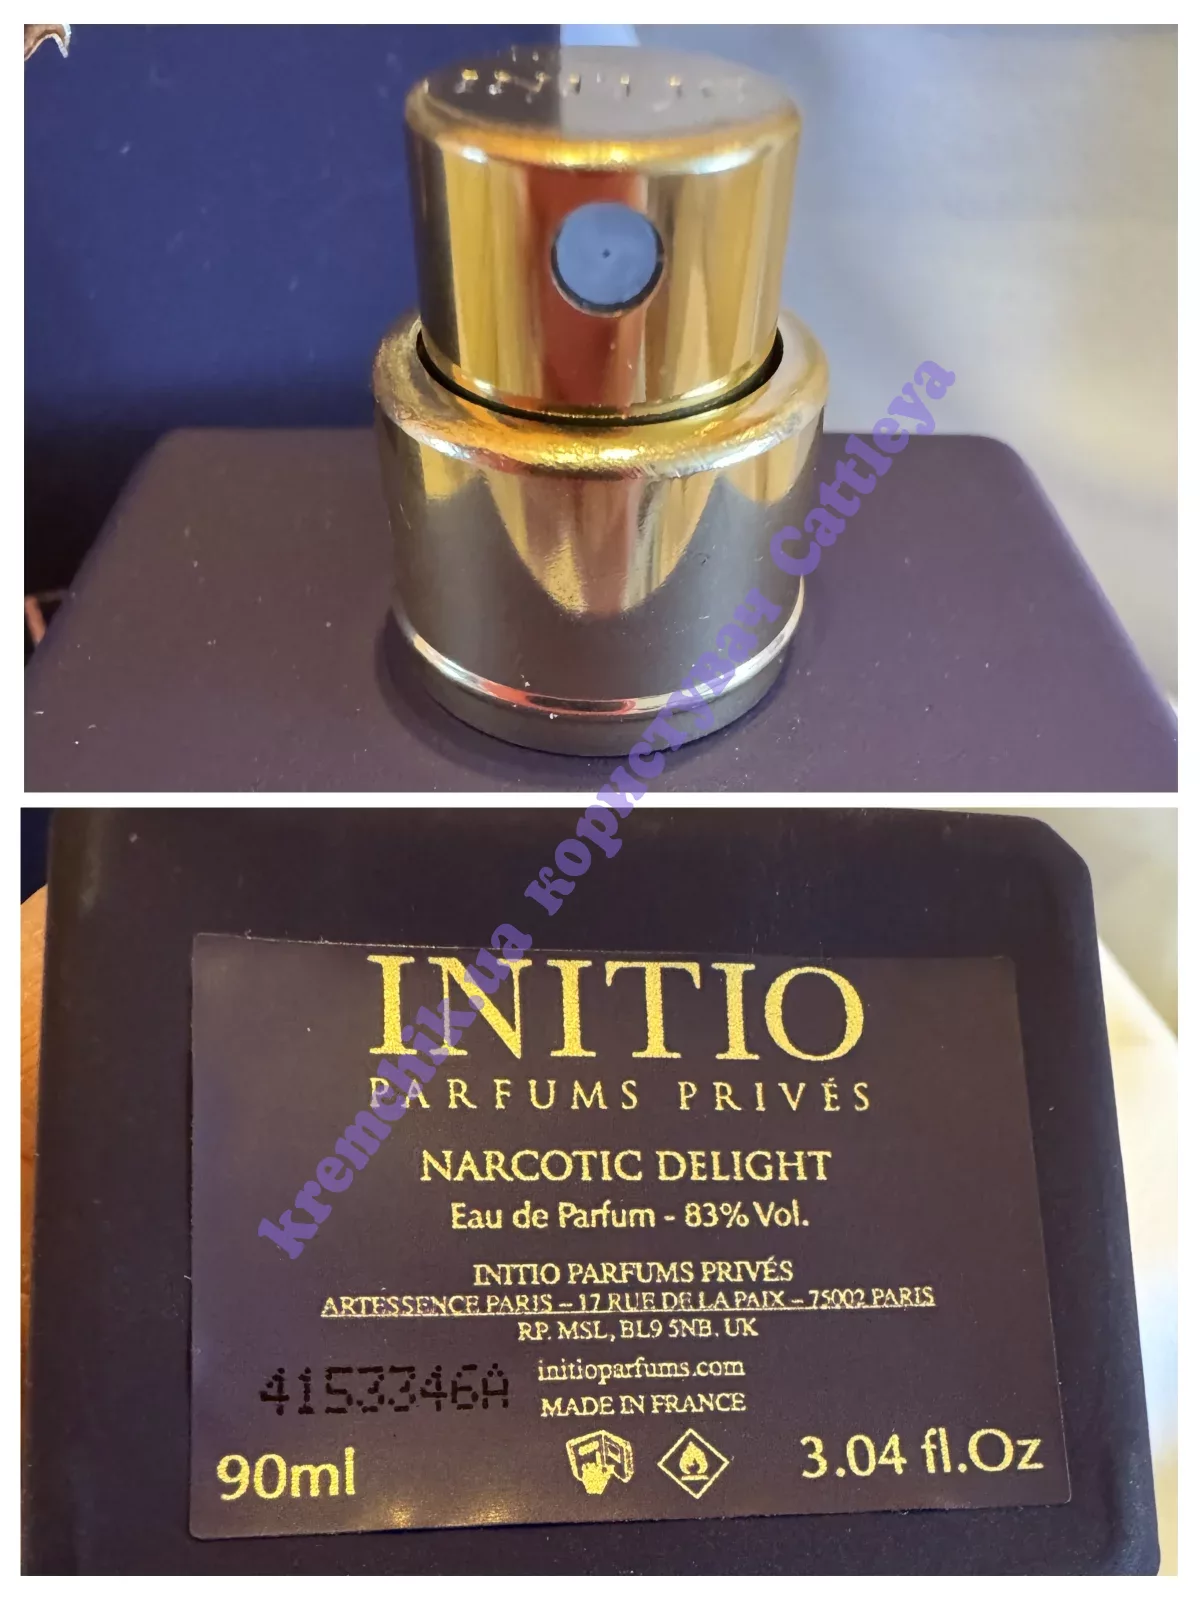 kremchik.ua користувач Cattleya
INITIO
PARFUMS PRIVÉS
NARCOTIC DELIGHT
Eau de Parfum - 83% Vol.
INITIO PARFUMS PRIVÉS
ARTESSENCE PARIS – 17 RUE DE LA PAIX – 75002 PARIS
RP. MSL, BL9 5NB. UK
initioparfums.com
41S3346A
MADE IN FRANCE
90ml
3.04 fl.Oz